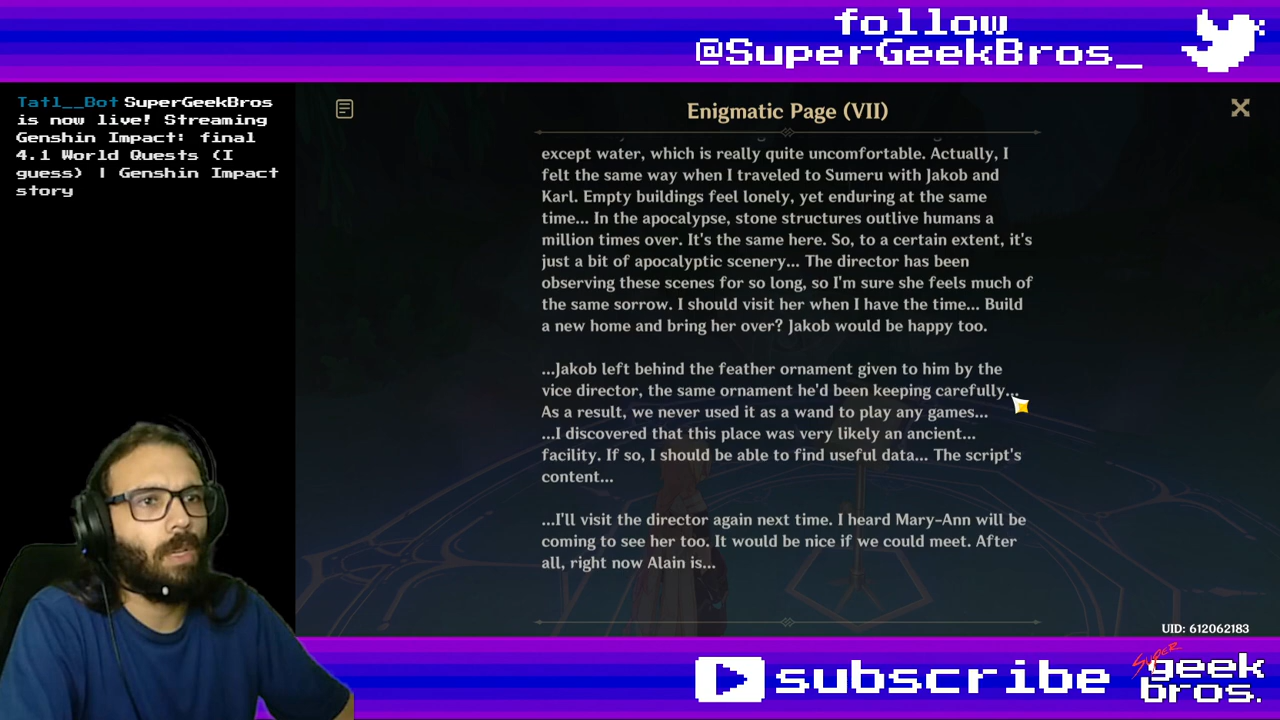 follow
@SuperGeekBros_
Tatl__Bot SuperGeekBros
is now live! Streaming
Genshin Impact: final
4.1 World Quests (I
guess) | Genshin Impact
story
Enigmatic Page (VII)
except water, which is really quite uncomfortable. Actually, I
felt the same way when I traveled to Sumeru with Jakob and
Karl. Empty buildings feel lonely, yet enduring at the same
time... In the apocalypse, stone structures outlive humans a
million times over. It's the same here. So, to a certain extent, it's
just a bit of apocalyptic scenery... The director has been
observing these scenes for so long, so I'm sure she feels much of
the same sorrow. I should visit her when I have the time... Build
a new home and bring her over? Jakob would be happy too.
...Jakob left behind the feather ornament given to him by the
vice director, the same ornament he'd been keeping carefully...
As a result, we never used it as a wand to play any games...
...I discovered that this place was very likely an ancient...
facility. If so, I should be able to find useful data... The script's
content...
...I'll visit the director again next time. I heard Mary-Ann will be
coming to see her too. It would be nice if we could meet. After
all, right now Alain is...
UID: 612062183
subscribe
Super
geek
bros.